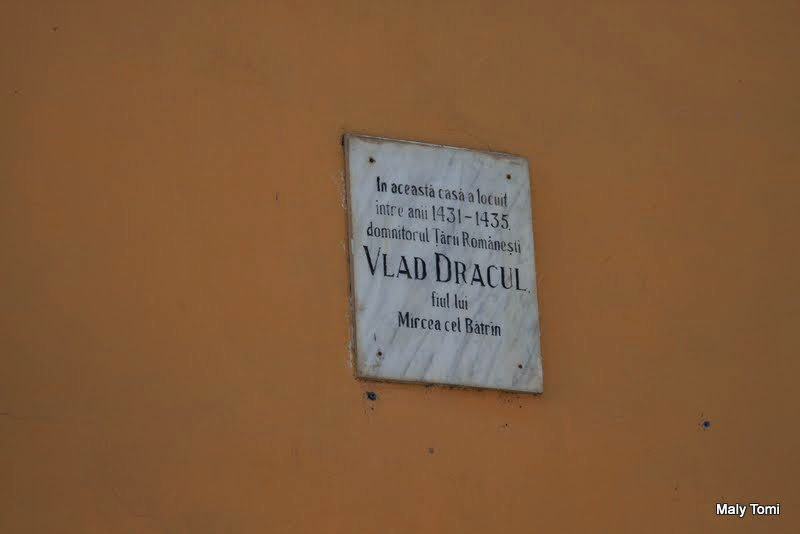 In această casă a locuit
între anii 1431-1435,
domnitorul Țării Românești
VLAD DRACUL,
fiul lui
Mircea cel Bătrîn
Maly Tomi